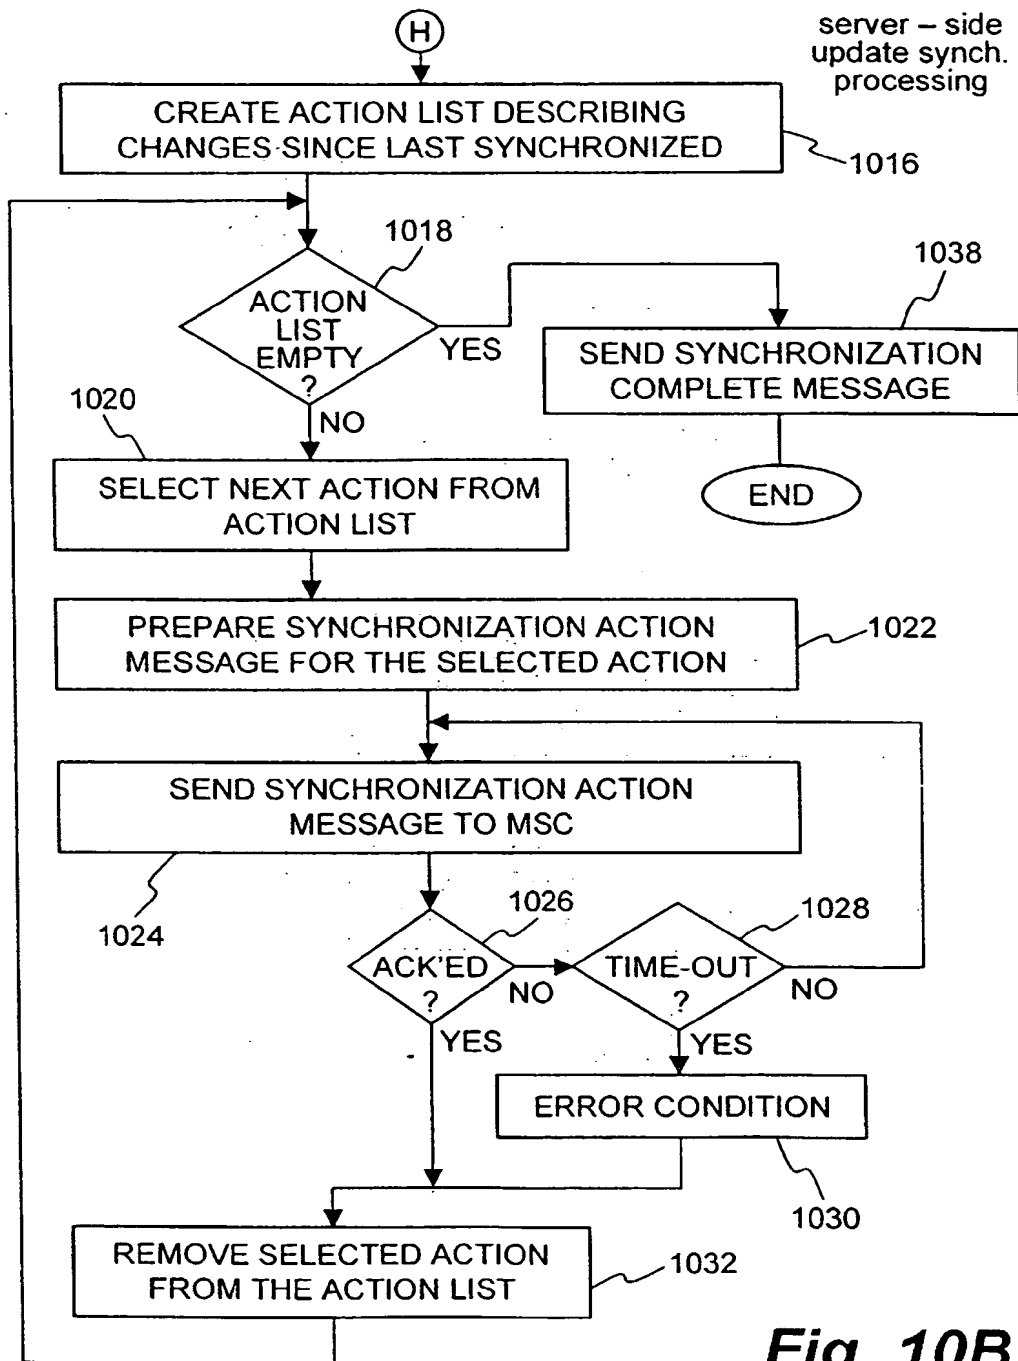 H
server – side
update synch.
processing
CREATE ACTION LIST DESCRIBING
CHANGES SINCE LAST SYNCHRONIZED
1016
1018
ACTION
LIST
EMPTY
?
YES
NO
1038
SEND SYNCHRONIZATION
COMPLETE MESSAGE
END
1020
SELECT NEXT ACTION FROM
ACTION LIST
PREPARE SYNCHRONIZATION ACTION
MESSAGE FOR THE SELECTED ACTION
1022
SEND SYNCHRONIZATION ACTION
MESSAGE TO MSC
1024
1026
ACK'ED
?
NO
YES
1028
TIME-OUT
?
NO
YES
ERROR CONDITION
1030
REMOVE SELECTED ACTION
FROM THE ACTION LIST
1032
Fig. 10B